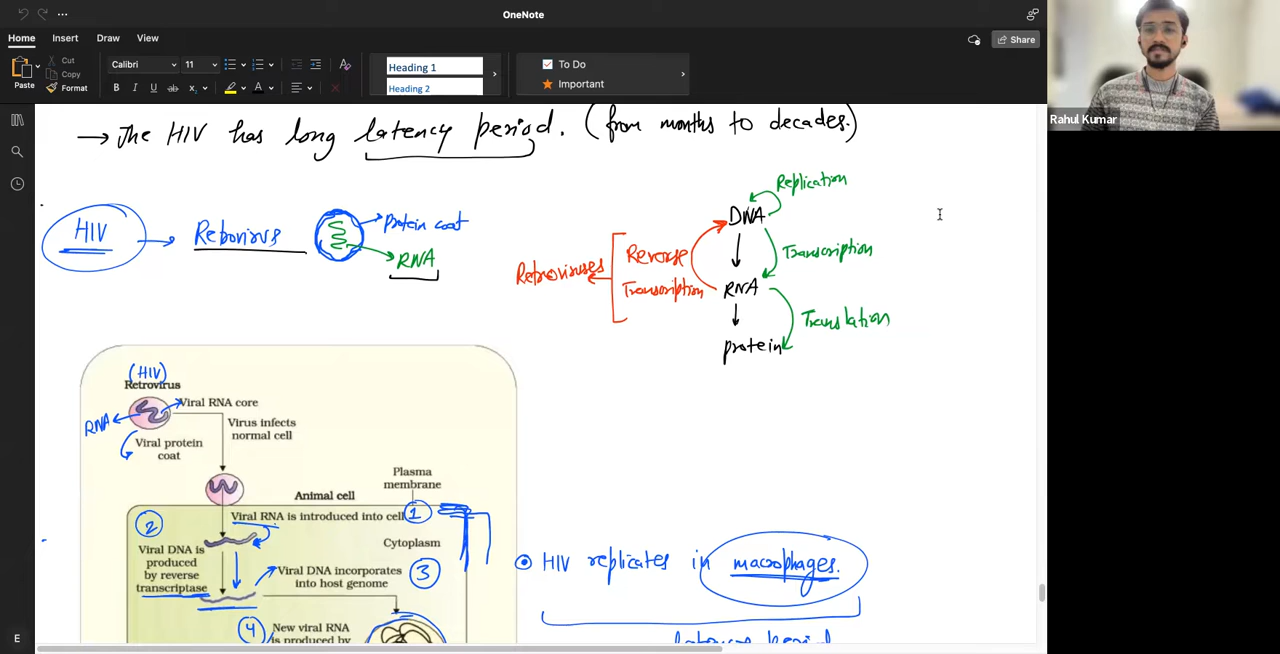 OneNote
Home Insert Draw View
Share
Paste
Cut
Copy
Format
Calibri 11
B I U ab x A
Heading 1
Heading 2
To Do
Important
Rahul Kumar
→ The HIV has long latency period. (from months to decades.)
HIV → Retrovirus
Protein coat
RNA
Replication
DNA
Transcription
RNA
Translation
protein
Reverse
Transcription
Retroviruses
(HIV)
Retrovirus
Viral RNA core
RNA
Viral protein
coat
Virus infects
normal cell
Plasma
membrane
Animal cell
Viral RNA is introduced into cell 1
2
Cytoplasm
Viral DNA is
produced
by reverse
transcriptase
Viral DNA incorporates
into host genome
3
4
New viral RNA
is produced by
HIV replicates in macrophages.
latency period
E